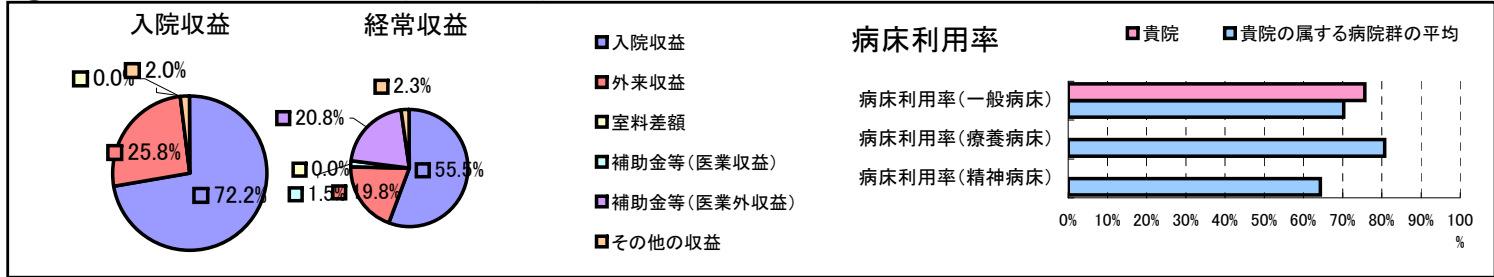 入院収益
0.0%
2.0%
25.8%
72.2%
経常収益
2.3%
20.8%
0.0%
1.5%
19.8%
55.5%
入院収益
外来収益
室料差額
補助金等(医業収益)
補助金等(医業外収益)
その他の収益
病床利用率
貴院
貴院の属する病院群の平均
病床利用率(一般病床)
病床利用率(療養病床)
病床利用率(精神病床)
0% 10% 20% 30% 40% 50% 60% 70% 80% 90% 100
%